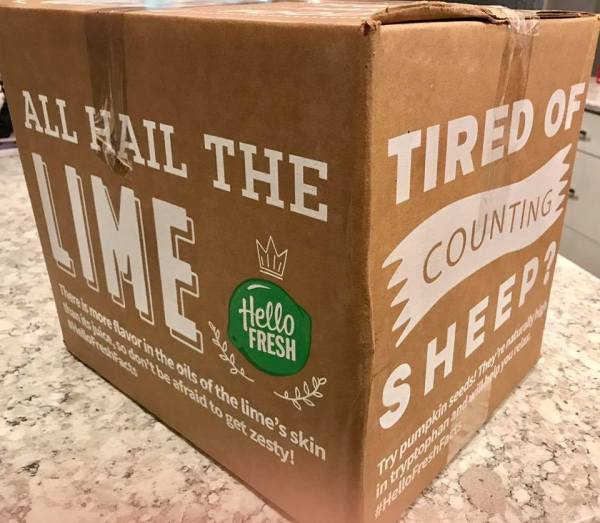 ALL HAIL THE
LIME
There is more flavor in the oils of the lime's skin
than its juice, so don't be afraid to get zesty!
#HelloFreshFacts
Hello
FRESH
TIRED OF
COUNTING
SHEEP?
Try pumpkin seeds! They're naturally high
in tryptophan and will help you relax.
#HelloFreshFacts